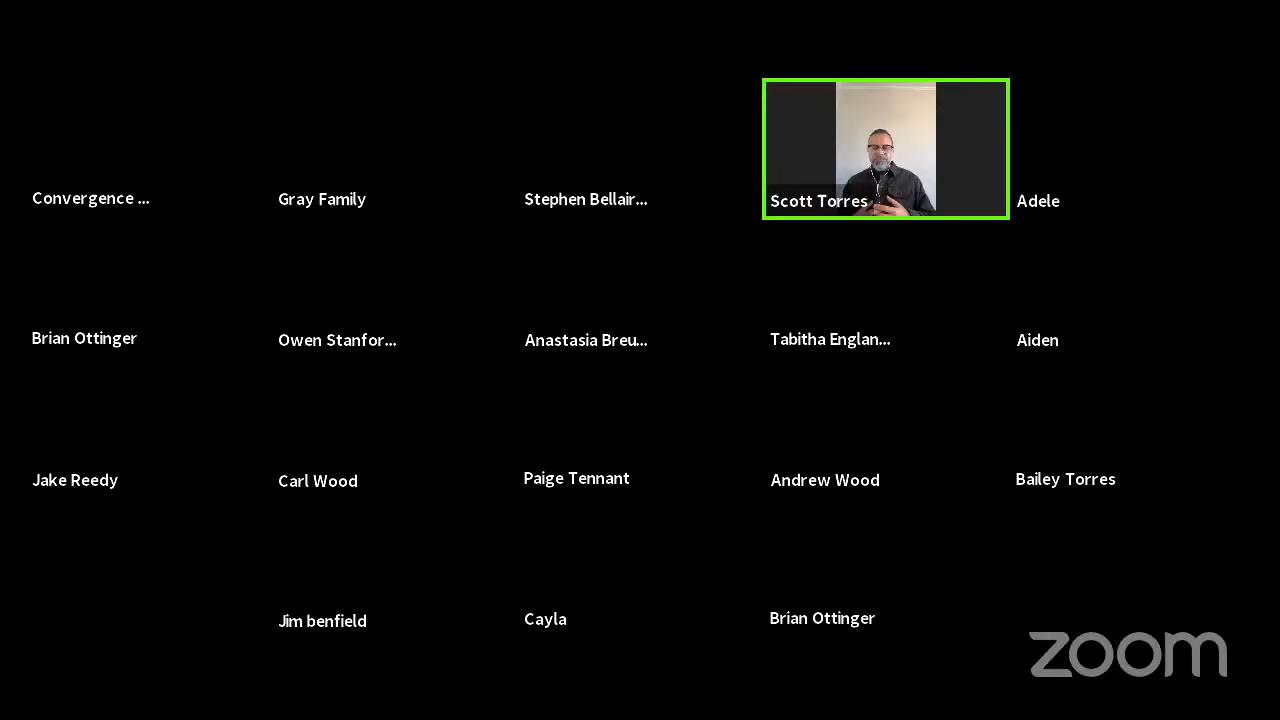 Convergence ...
Gray Family
Stephen Bellair...
Scott Torres
Adele
Brian Ottinger
Owen Stanfor...
Anastasia Breu...
Tabitha Englan...
Aiden
Jake Reedy
Carl Wood
Paige Tennant
Andrew Wood
Bailey Torres
Jim benfield
Cayla
Brian Ottinger
zoom